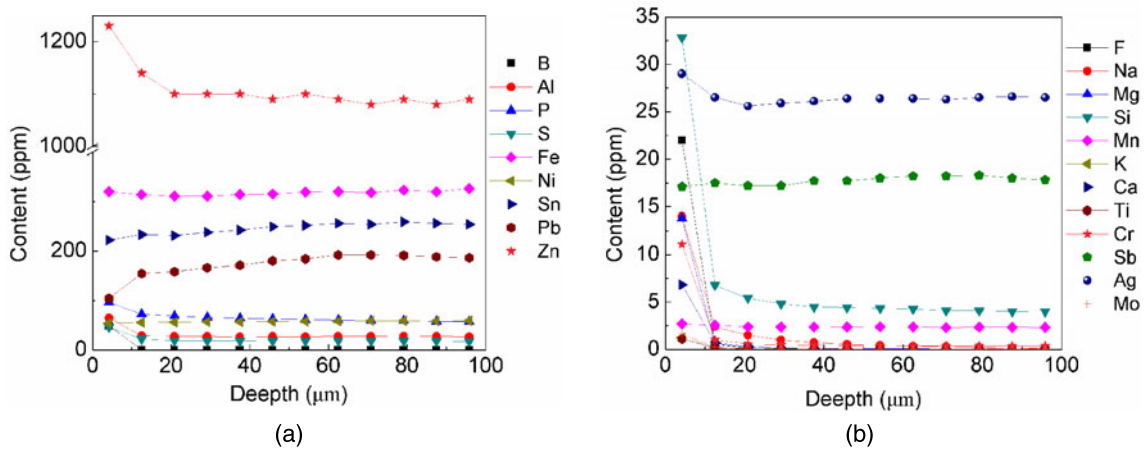 1200
1000
200
0
Content (ppm)
0
20
40
60
80
100
Deepth (μm)
B
Al
P
S
Fe
Ni
Sn
Pb
Zn
(a)
35
30
25
20
15
10
5
0
Content (ppm)
0
20
40
60
80
100
Deepth (μm)
F
Na
Mg
Si
Mn
K
Ca
Ti
Cr
Sb
Ag
Mo
(b)